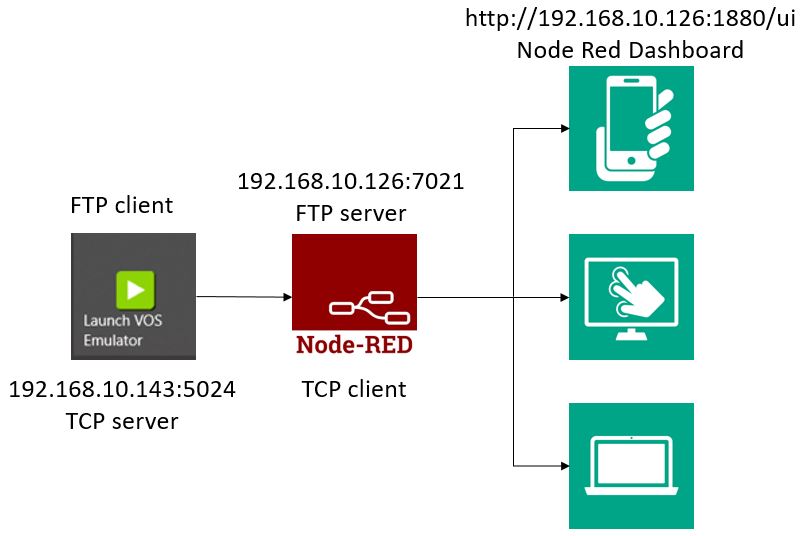 http://192.168.10.126:1880/ui
Node Red Dashboard
192.168.10.126:7021
FTP server
FTP client
Launch VOS
Emulator
Node-RED
192.168.10.143:5024
TCP server
TCP client